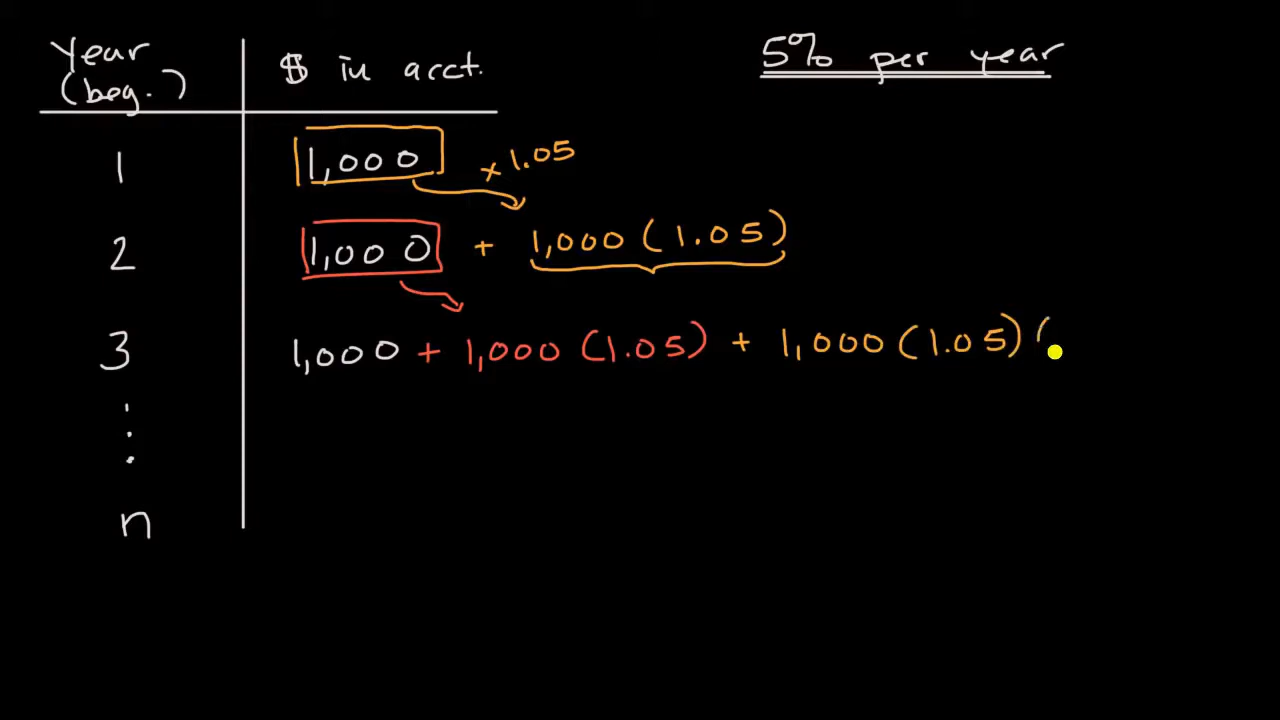 Year $ in acct. 5% per year
(beg.)
1 1,000 × 1.05
2 1,000 + 1,000 (1.05)
3 1,000 + 1,000 (1.05) + 1,000 (1.05) (
⋮
n